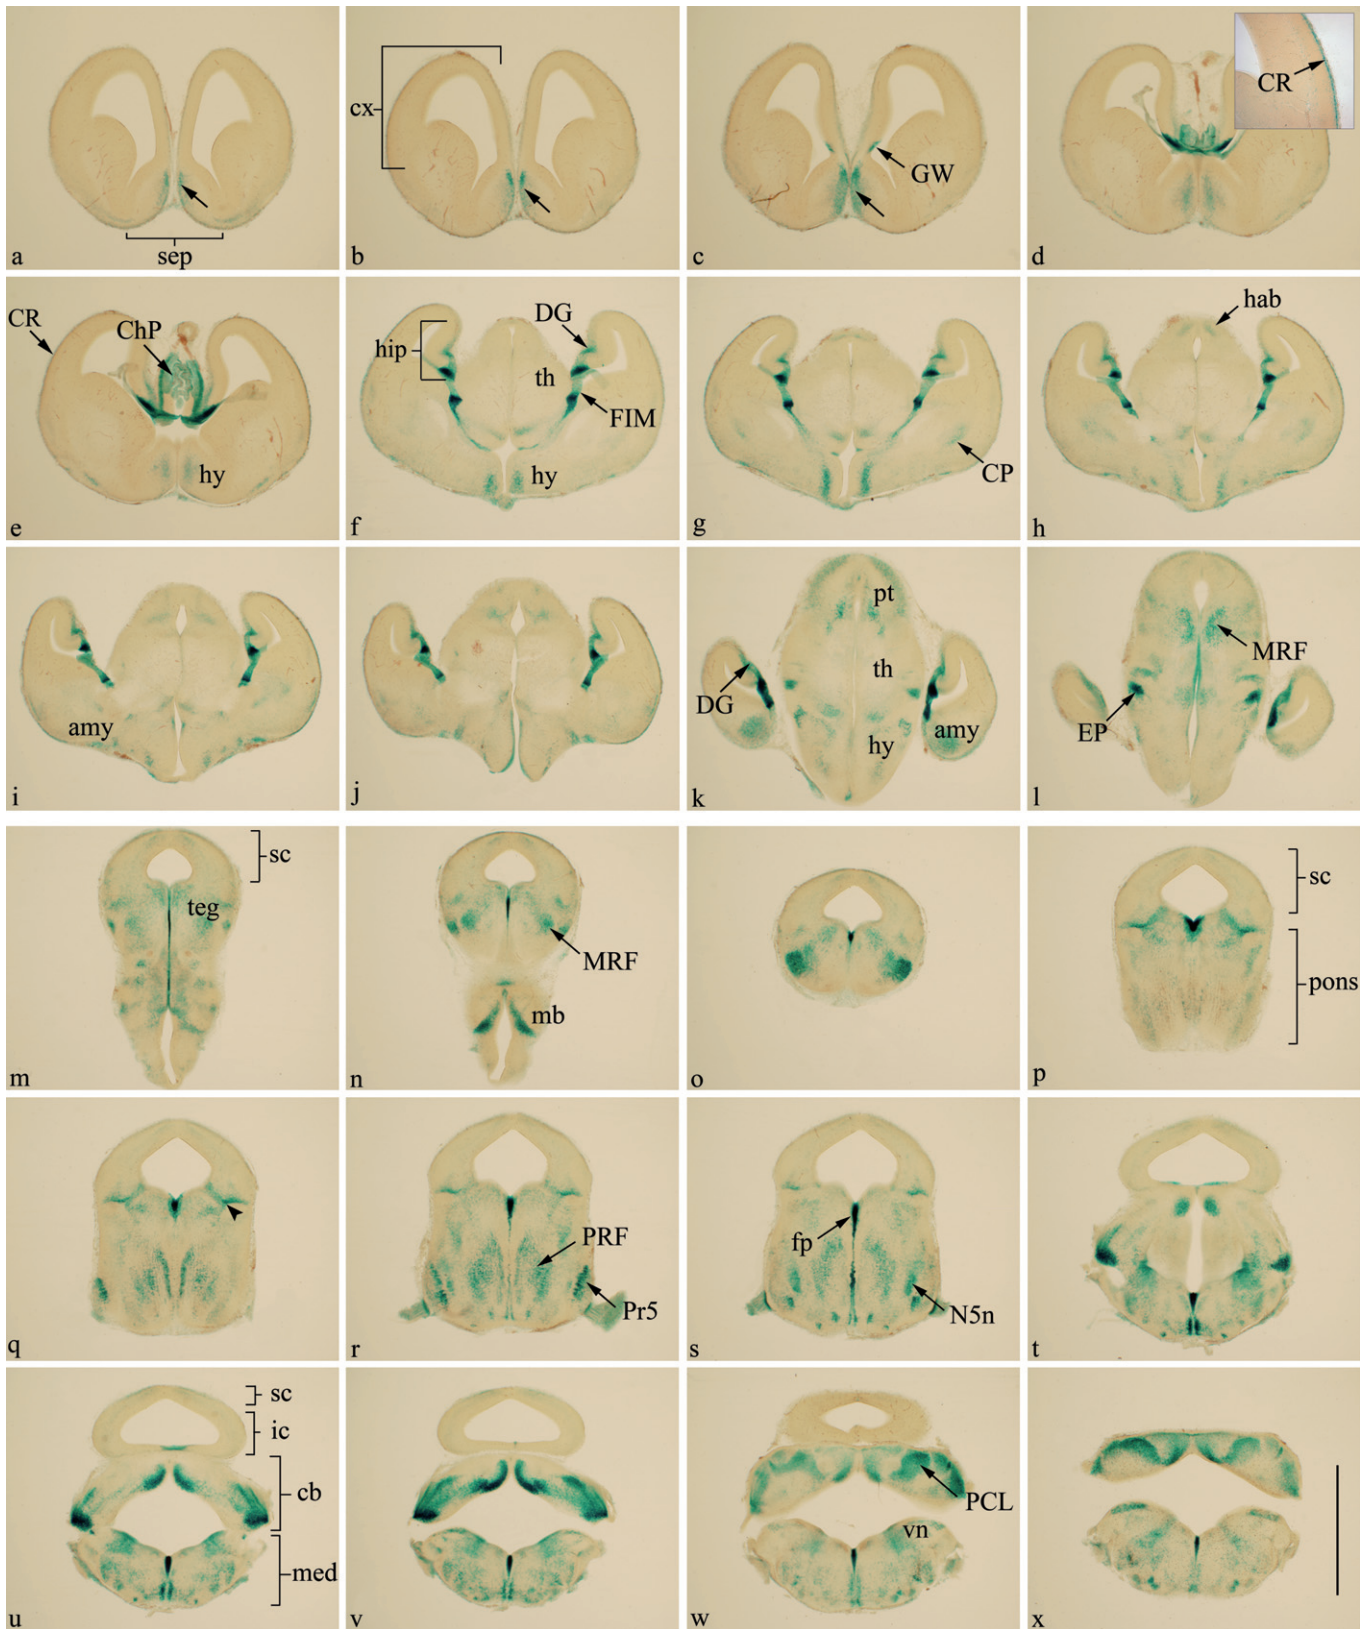 cx
sep
a
b
GW
c
CR
d
CR
ChP
hy
e
hip
DG
th
FIM
hy
f
CP
g
hab
h
amy
i
j
pt
th
DG
hy
amy
k
MRF
EP
l
sc
teg
m
MRF
mb
n
o
sc
pons
p
q
PRF
Pr5
r
fp
N5n
s
t
sc
ic
cb
med
u
v
PCL
vn
w
x